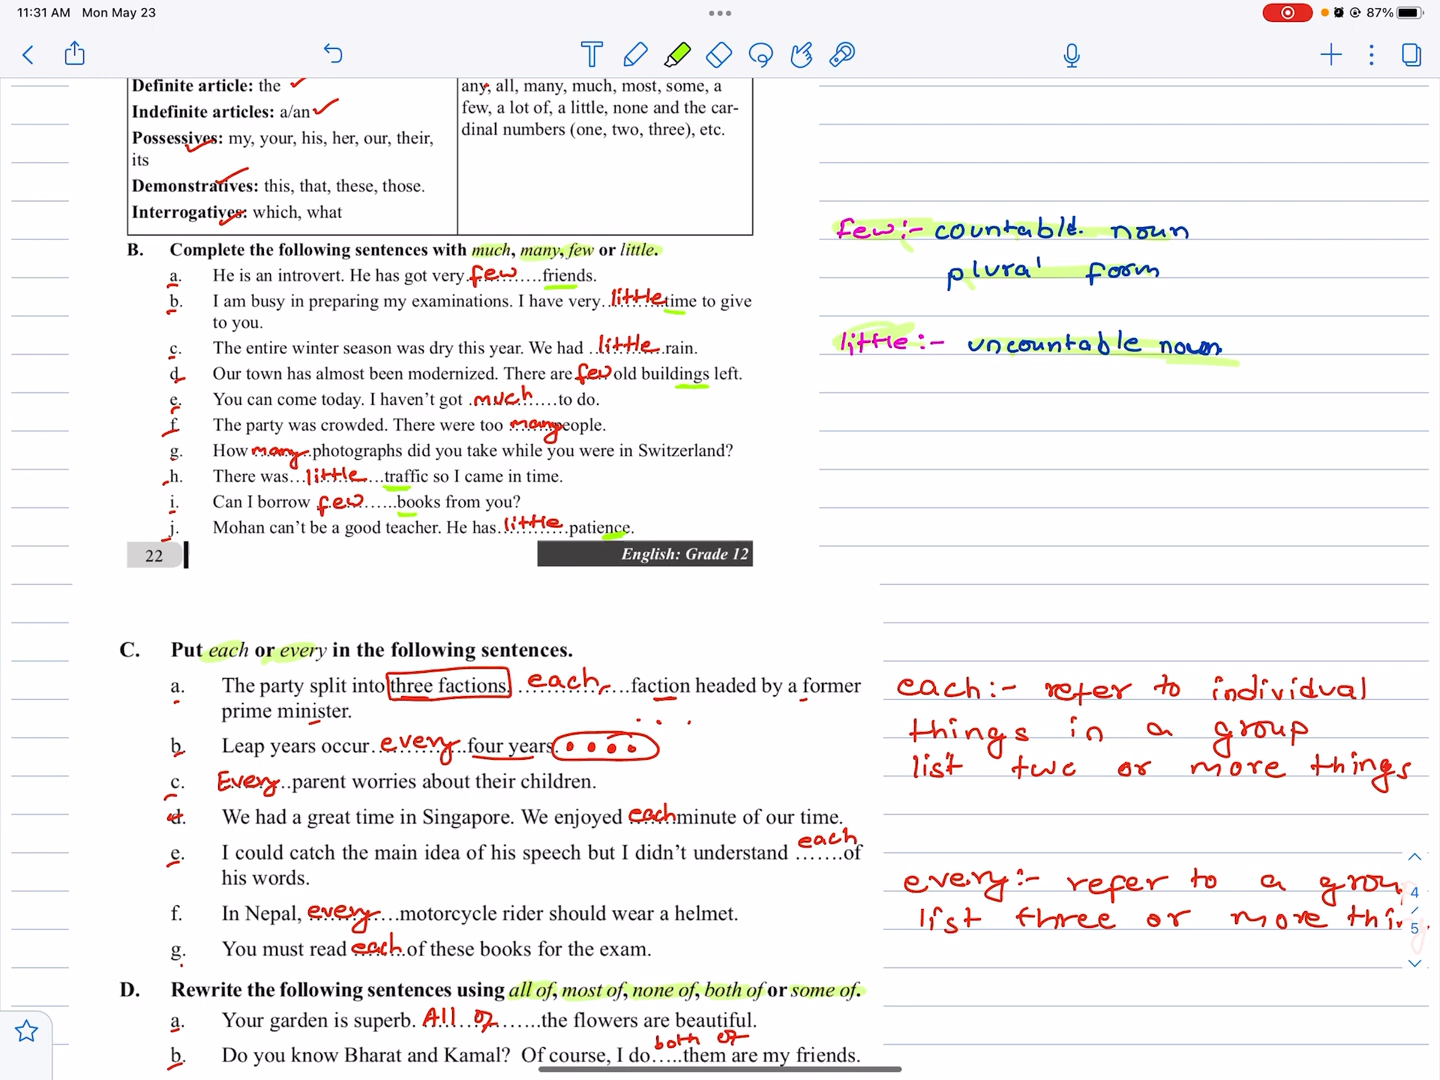 11:31 AM Mon May 23
87%
Definite article: the
Indefinite articles: a/an
Possessives: my, your, his, her, our, their,
its
Demonstratives: this, that, these, those.
Interrogatives: which, what
any, all, many, much, most, some, a
few, a lot of, a little, none and the car-
dinal numbers (one, two, three), etc.
few:- countable. noun
plural form
little:- uncountable noun
B. Complete the following sentences with much, many, few or little.
a. He is an introvert. He has got very few friends.
b. I am busy in preparing my examinations. I have very little time to give
to you.
c. The entire winter season was dry this year. We had little rain.
d. Our town has almost been modernized. There are few old buildings left.
e. You can come today. I haven't got much to do.
f. The party was crowded. There were too many people.
g. How many photographs did you take while you were in Switzerland?
h. There was little traffic so I came in time.
i. Can I borrow few books from you?
j. Mohan can't be a good teacher. He has little patience.
22
English: Grade 12
C. Put each or every in the following sentences.
a. The party split into three factions, each faction headed by a former
prime minister.
b. Leap years occur every four years.
c. Every parent worries about their children.
d. We had a great time in Singapore. We enjoyed each minute of our time.
e. I could catch the main idea of his speech but I didn't understand each of
his words.
f. In Nepal, every motorcycle rider should wear a helmet.
g. You must read each of these books for the exam.
each:- refer to individual
things in a group
list two or more things
every:- refer to a grou
list three or more thi
4
5
D. Rewrite the following sentences using all of, most of, none of, both of or some of.
a. Your garden is superb. All of the flowers are beautiful.
b. Do you know Bharat and Kamal? Of course, I do both of them are my friends.